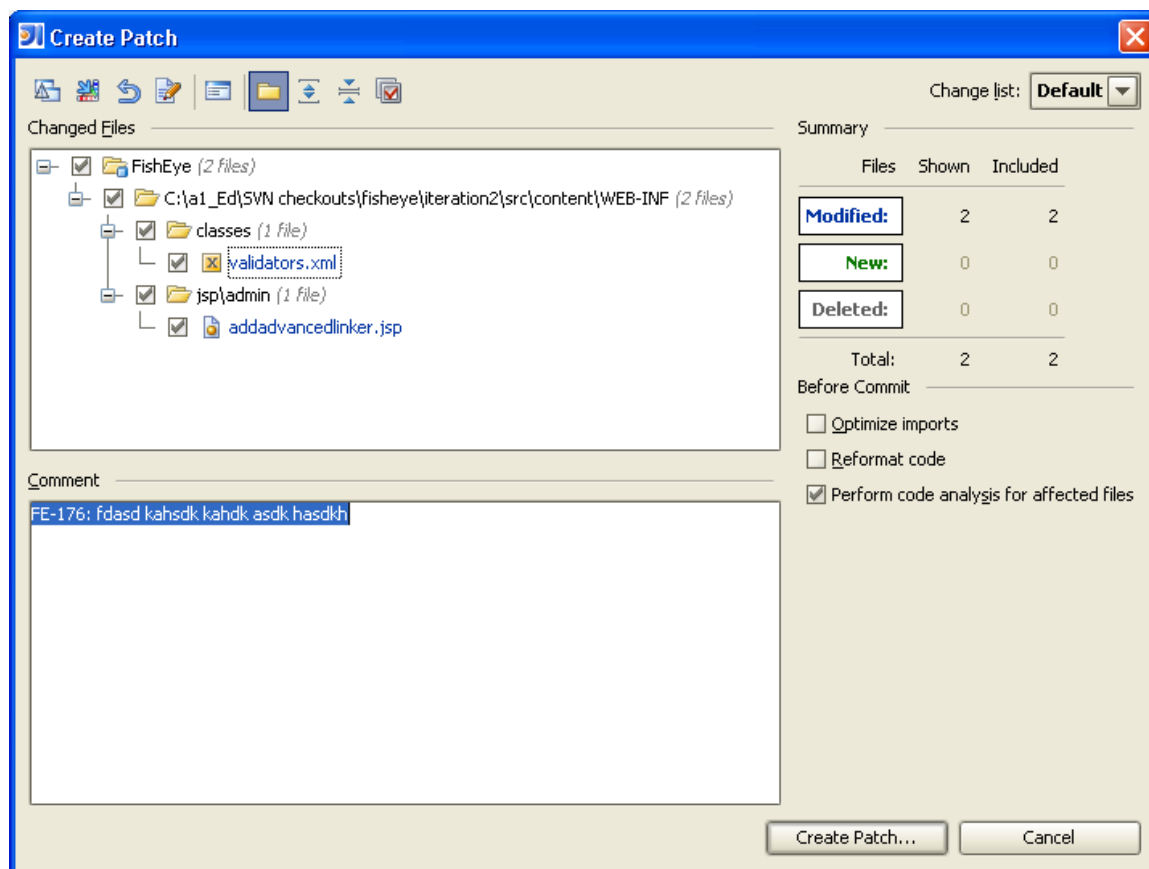 Create Patch
Change list: Default
Changed Files
FishEye (2 files)
C:\a1_Ed\SVN checkouts\fisheye\iteration2\src\content\WEB-INF (2 files)
classes (1 file)
validators.xml
jsp\admin (1 file)
addadvancedlinker.jsp
Summary
Files Shown Included
Modified: 2 2
New: 0 0
Deleted: 0 0
Total: 2 2
Before Commit
Optimize imports
Reformat code
Perform code analysis for affected files
Comment
FE-176: fdasd kahsdk kahdk asdk hasdkh
Create Patch... Cancel